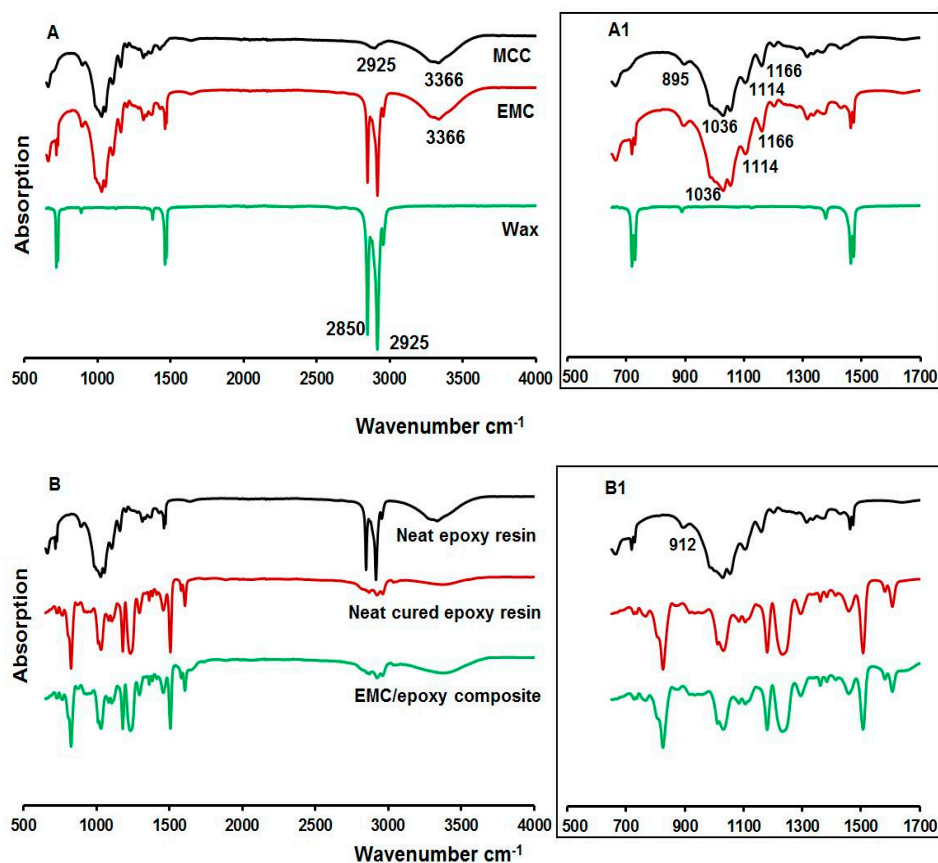 A
MCC
2925
3366
EMC
3366
Wax
2850
2925
Absorption
500 1000 1500 2000 2500 3000 3500 4000
A1
895
1166
1114
1036
1166
1114
1036
500 700 900 1100 1300 1500 1700
Wavenumber cm-1
B
Neat epoxy resin
Neat cured epoxy resin
EMC/epoxy composite
Absorption
500 1000 1500 2000 2500 3000 3500 4000
Wavenumber cm-1
B1
912
500 700 900 1100 1300 1500 1700